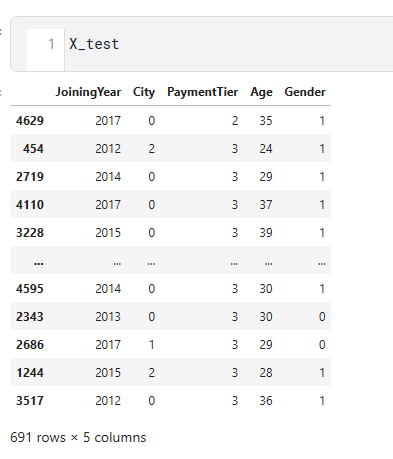 1 X_test
JoiningYear City PaymentTier Age Gender
4629 2017 0 2 35 1
454 2012 2 3 24 1
2719 2014 0 3 29 1
4110 2017 0 3 37 1
3228 2015 0 3 39 1
... ... ... ... ... ...
4595 2014 0 3 30 1
2343 2013 0 3 30 0
2686 2017 1 3 29 0
1244 2015 2 3 28 1
3517 2012 0 3 36 1
691 rows × 5 columns